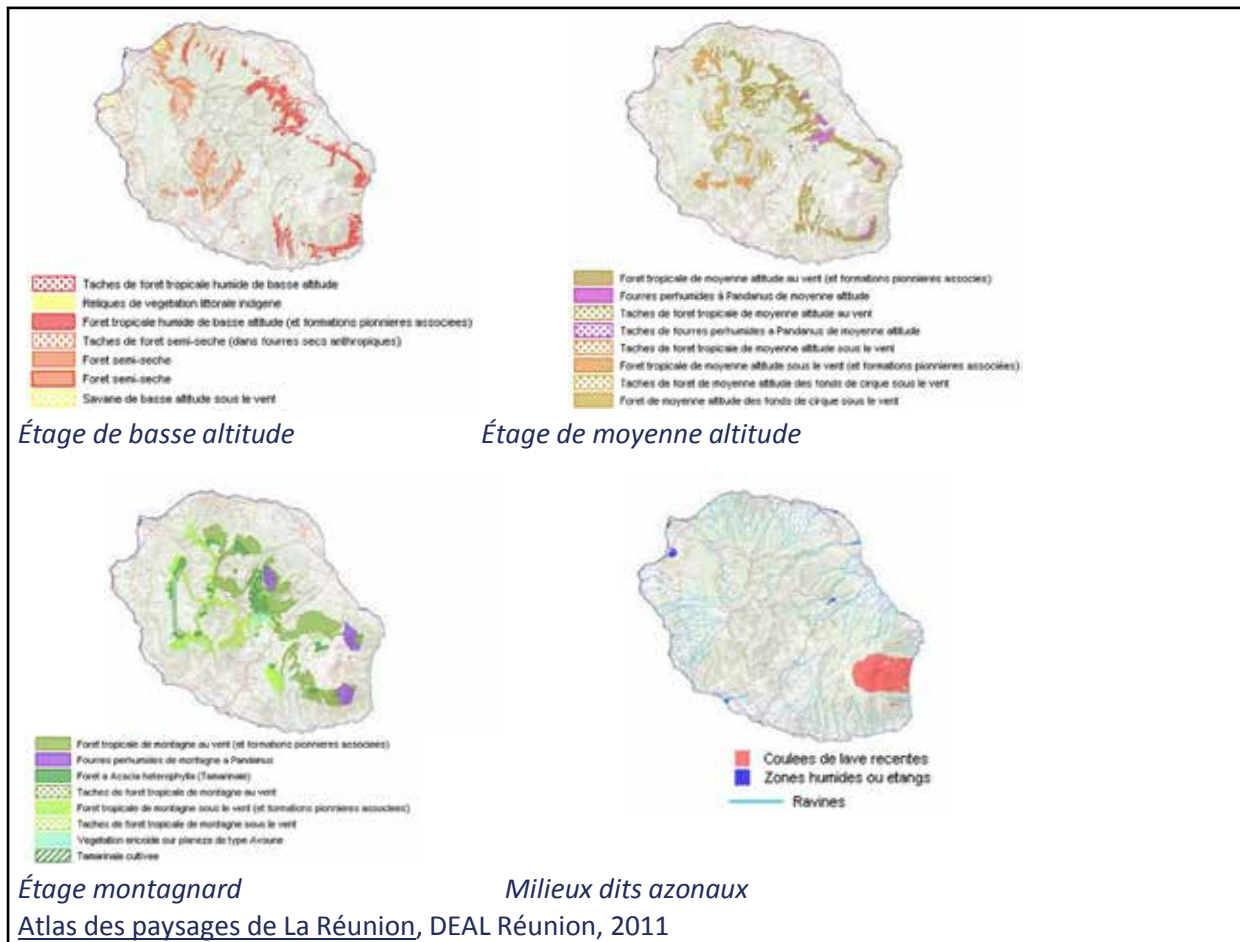 Taches de foret tropicale humide de basse altitude
Reliques de vegetation littorale indigene
Foret tropicale humide de basse altitude (et formations pionnieres associees)
Taches de foret semi-seche (dans fourres secs anthropiques)
Foret semi-seche
Foret semi-seche
Savane de basse altitude sous le vent
Foret tropicale de moyenne altitude au vent (et formations pionnieres associes)
Fourres perhumides à Pandanus de moyenne altitude
Taches de foret tropicale de moyenne altitude au vent
Taches de fourres perhumides a Pandanus de moyenne altitude
Taches de foret tropicale de moyenne altitude sous le vent
Foret tropicale de moyenne altitude sous le vent (et formations pionnieres associées)
Taches de foret de moyenne altitude des fonds de cirque sous le vent
Foret de moyenne altitude des fonds de cirque sous le vent
Étage de basse altitude
Étage de moyenne altitude
Foret tropicale de montagne au vent (et formations pionnieres associees)
Fourres perhumides de montagne a Pandanus
Foret a Acacia heterophylla (Tamarinaie)
Taches de foret tropicale de montagne au vent
Foret tropicale de montagne sous le vent (et formations pionnieres associees)
Taches de foret tropicale de montagne sous le vent
Vegetation ericoide sur planeze de type Avoune
Tamarinaie cultivee
Coulees de lave recentes
Zones humides ou etangs
Ravines
Étage montagnard
Milieux dits azonaux
Atlas des paysages de La Réunion, DEAL Réunion, 2011